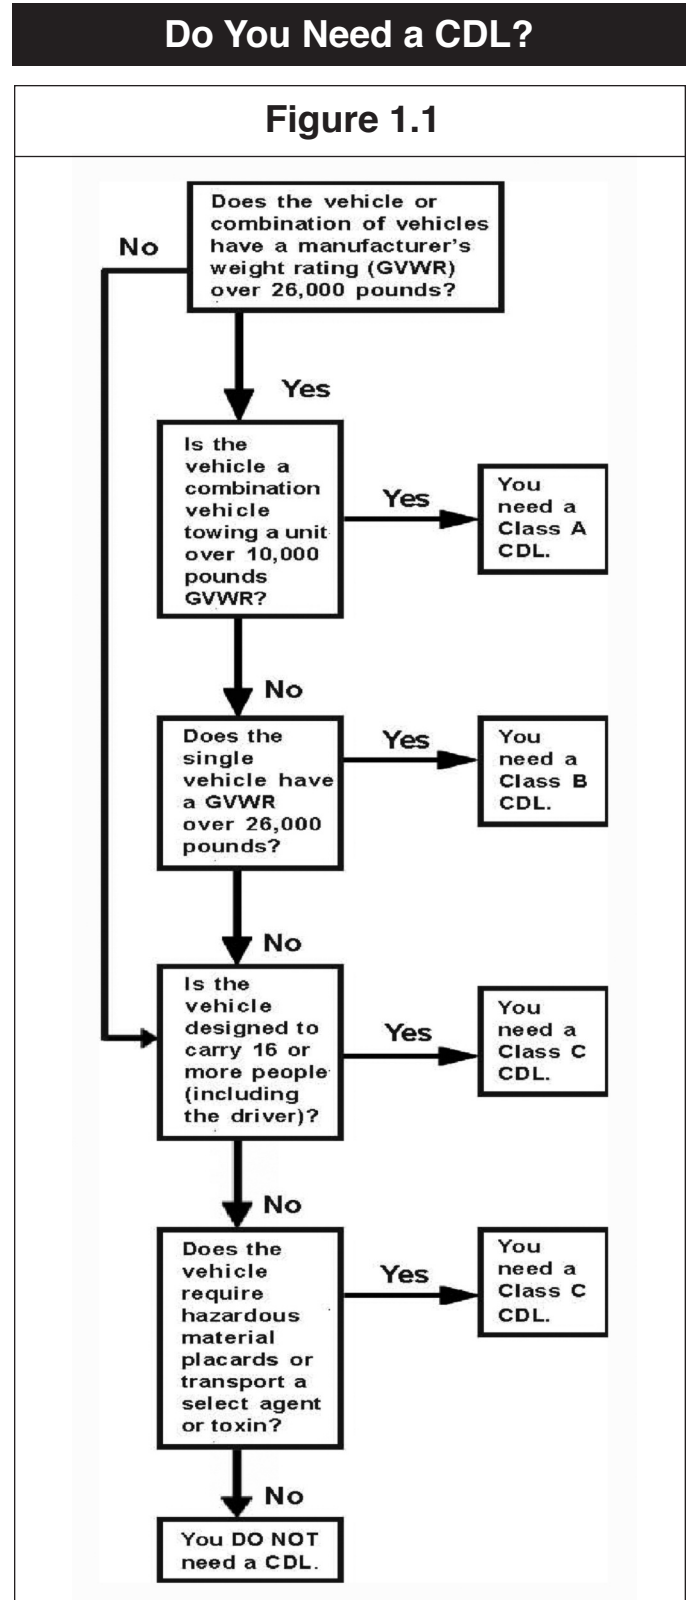 Do You Need a CDL?
Figure 1.1
Does the vehicle or
combination of vehicles
have a manufacturer's
weight rating (GVWR)
over 26,000 pounds?
No
Yes
Is the
vehicle a
combination
vehicle
towing a unit
over 10,000
pounds
GVWR?
Yes
You
need a
Class A
CDL.
No
Does the
single
vehicle have
a GVWR
over 26,000
pounds?
Yes
You
need a
Class B
CDL.
No
Is the
vehicle
designed to
carry 16 or
more people
(including
the driver)?
Yes
You
need a
Class C
CDL.
No
Does the
vehicle
require
hazardous
material
placards or
transport a
select agent
or toxin?
Yes
You
need a
Class C
CDL.
No
You DO NOT
need a CDL.